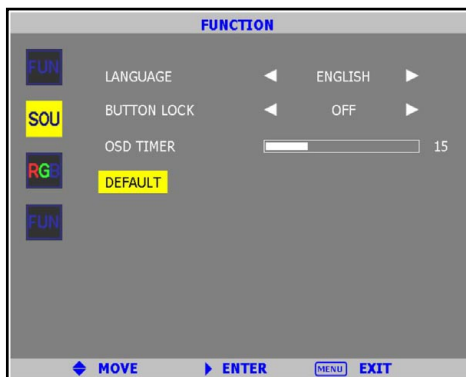 FUNCTION
FUN
LANGUAGE ENGLISH
SOU
BUTTON LOCK OFF
OSD TIMER 15
RGB
DEFAULT
FUN
MOVE ENTER MENU EXIT